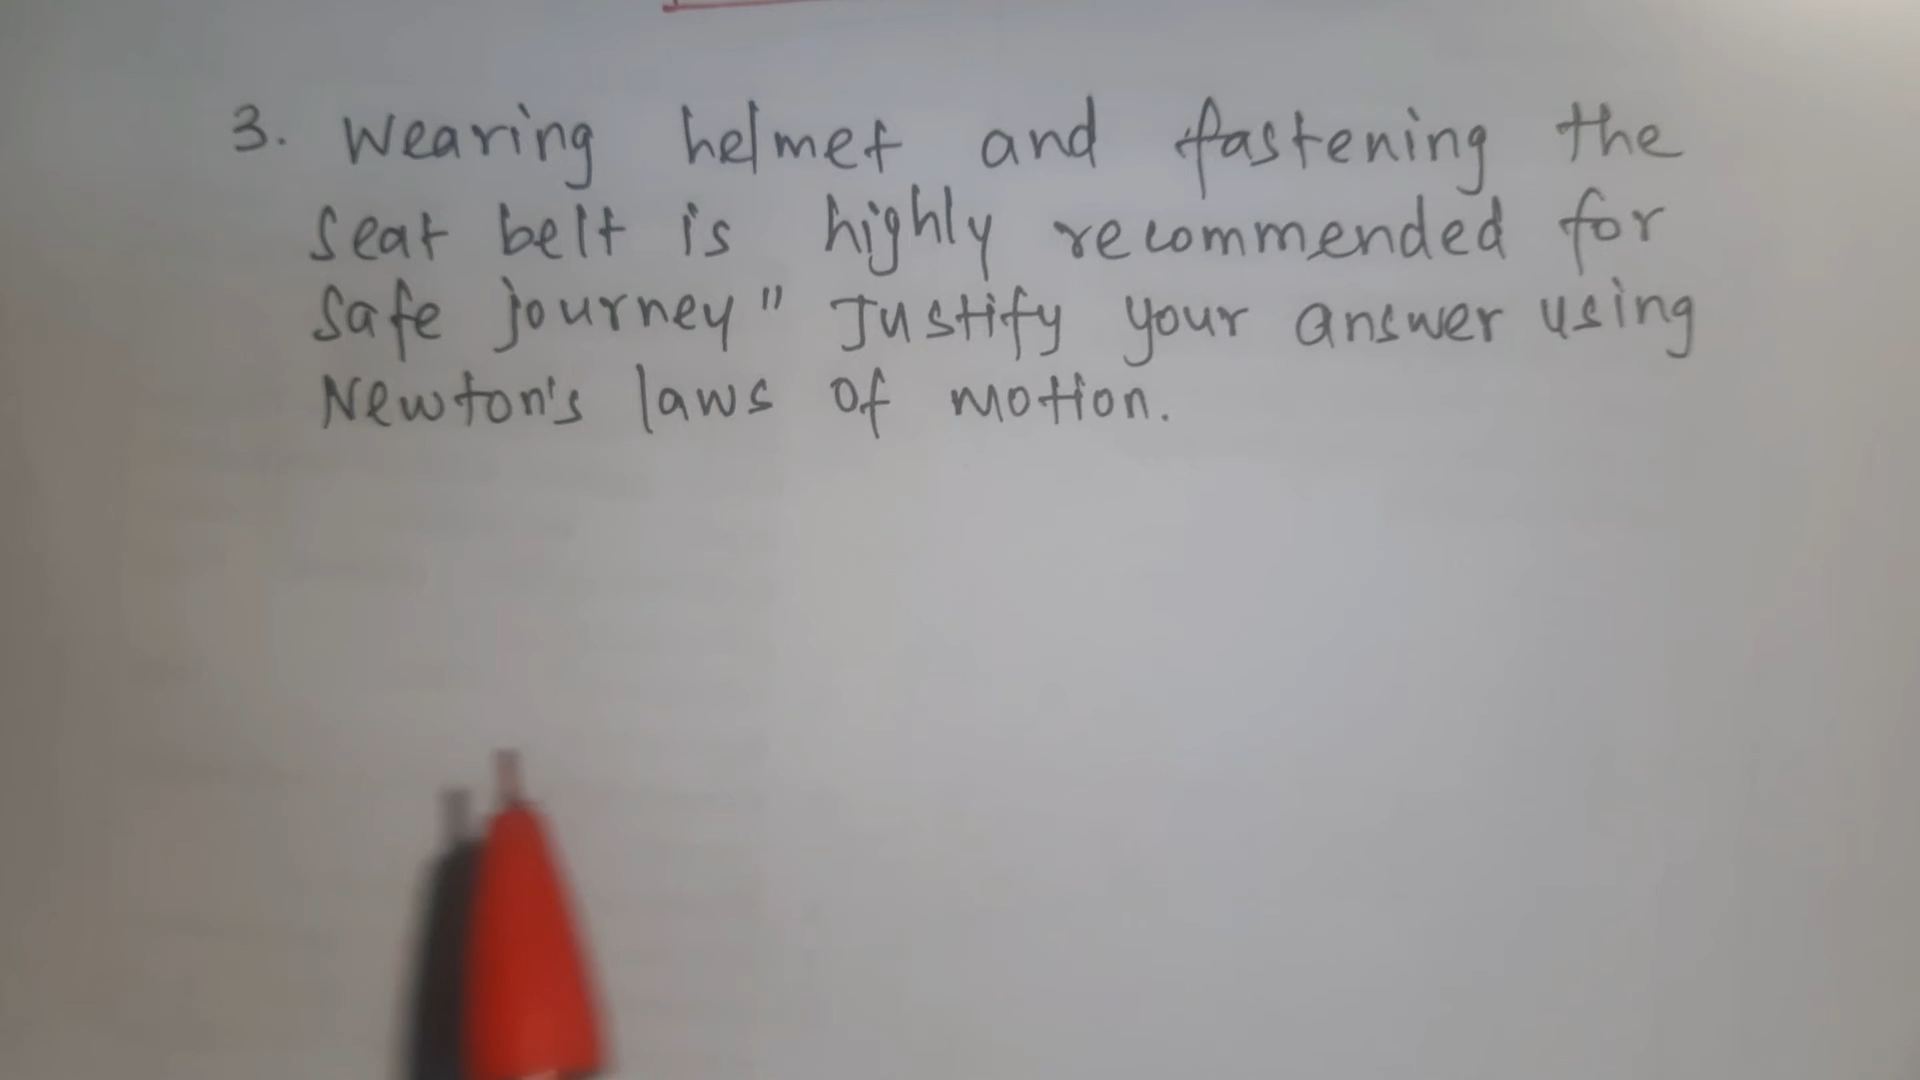 3. Wearing helmet and fastening the
seat belt is highly recommended for
safe journey" Justify your answer using
Newton's laws of motion.